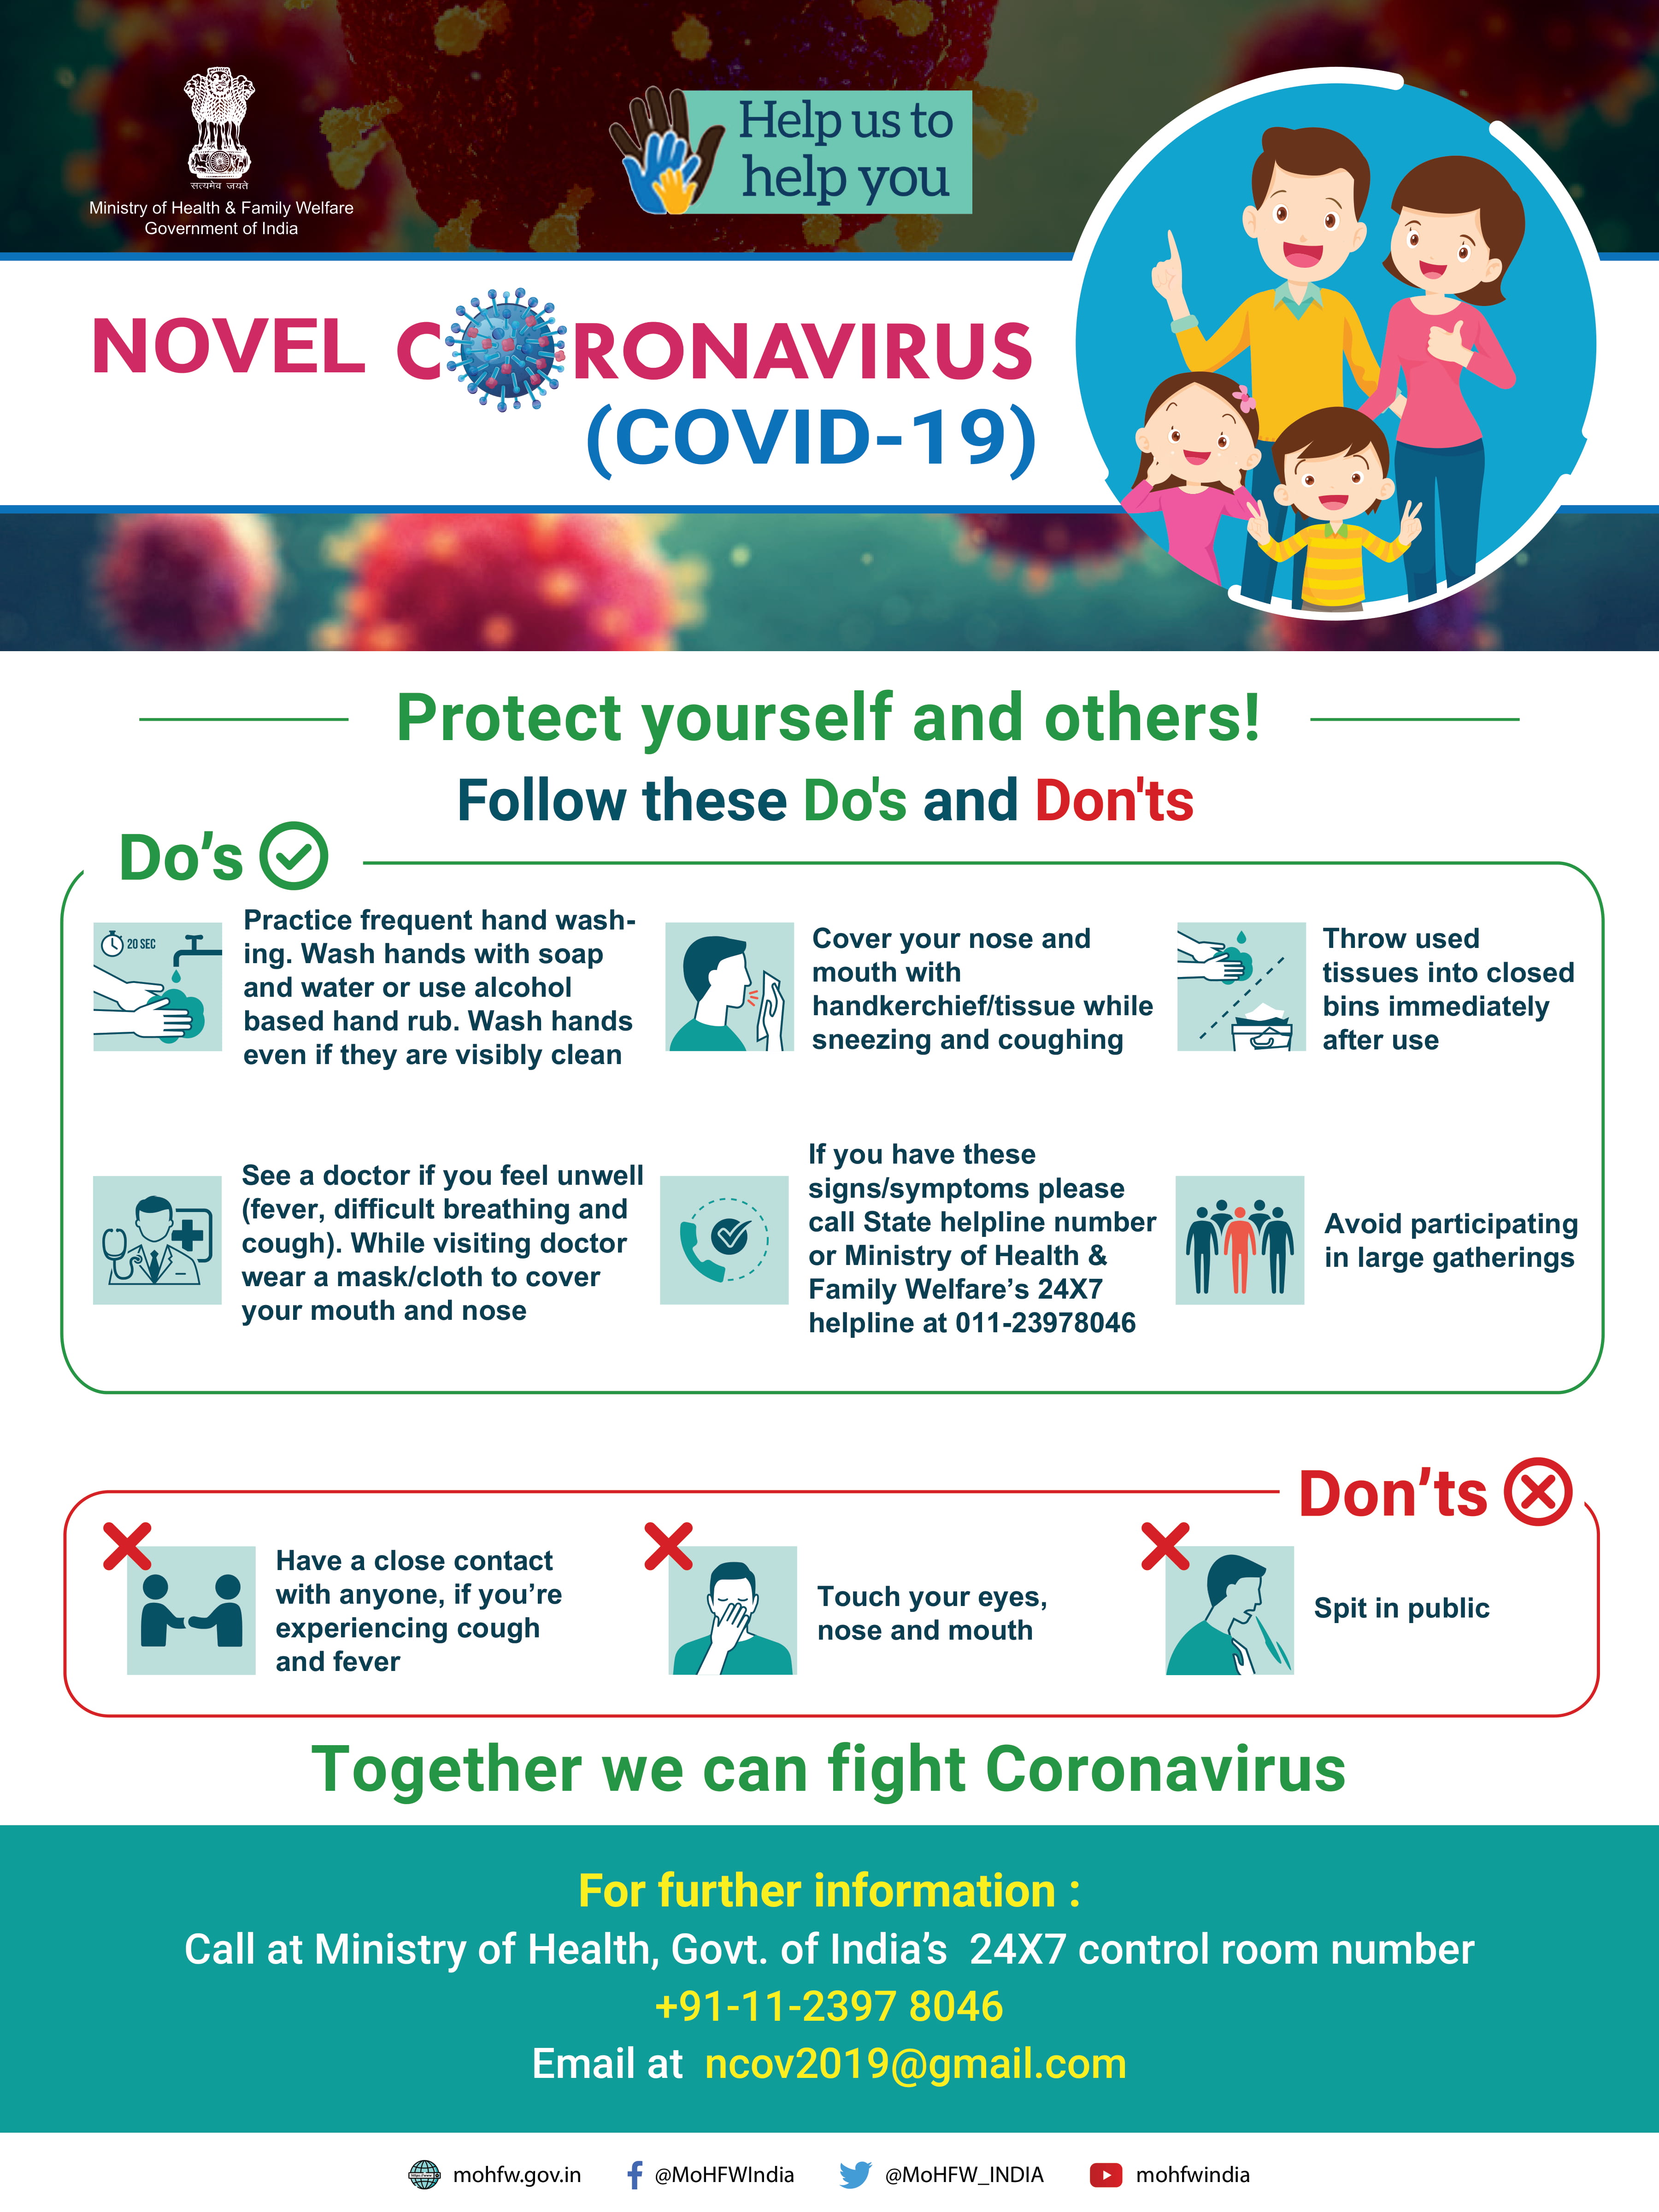 सत्यमेव जयते
Ministry of Health & Family Welfare
Government of India
Help us to
help you
NOVEL CORONAVIRUS
(COVID-19)
Protect yourself and others!
Follow these Do's and Don'ts
Do’s
20 SEC
Practice frequent hand wash-
ing. Wash hands with soap
and water or use alcohol
based hand rub. Wash hands
even if they are visibly clean
Cover your nose and
mouth with
handkerchief/tissue while
sneezing and coughing
Throw used
tissues into closed
bins immediately
after use
See a doctor if you feel unwell
(fever, difficult breathing and
cough). While visiting doctor
wear a mask/cloth to cover
your mouth and nose
If you have these
signs/symptoms please
call State helpline number
or Ministry of Health &
Family Welfare’s 24X7
helpline at 011-23978046
Avoid participating
in large gatherings
Don’ts
Have a close contact
with anyone, if you’re
experiencing cough
and fever
Touch your eyes,
nose and mouth
Spit in public
Together we can fight Coronavirus
For further information :
Call at Ministry of Health, Govt. of India’s 24X7 control room number
+91-11-2397 8046
Email at ncov2019@gmail.com
mohfw.gov.in @MoHFWIndia @MoHFW_INDIA mohfwindia